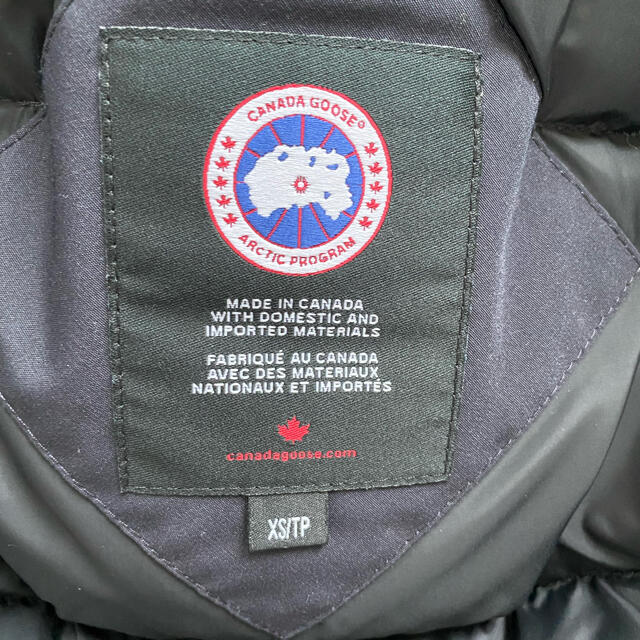 CANADA GOOSE®
ARCTIC PROGRAM
MADE IN CANADA
WITH DOMESTIC AND
IMPORTED MATERIALS
FABRIQUÉ AU CANADA
AVEC DES MATERIAUX
NATIONAUX ET IMPORTÉS
canadagoose.com
XS/TP